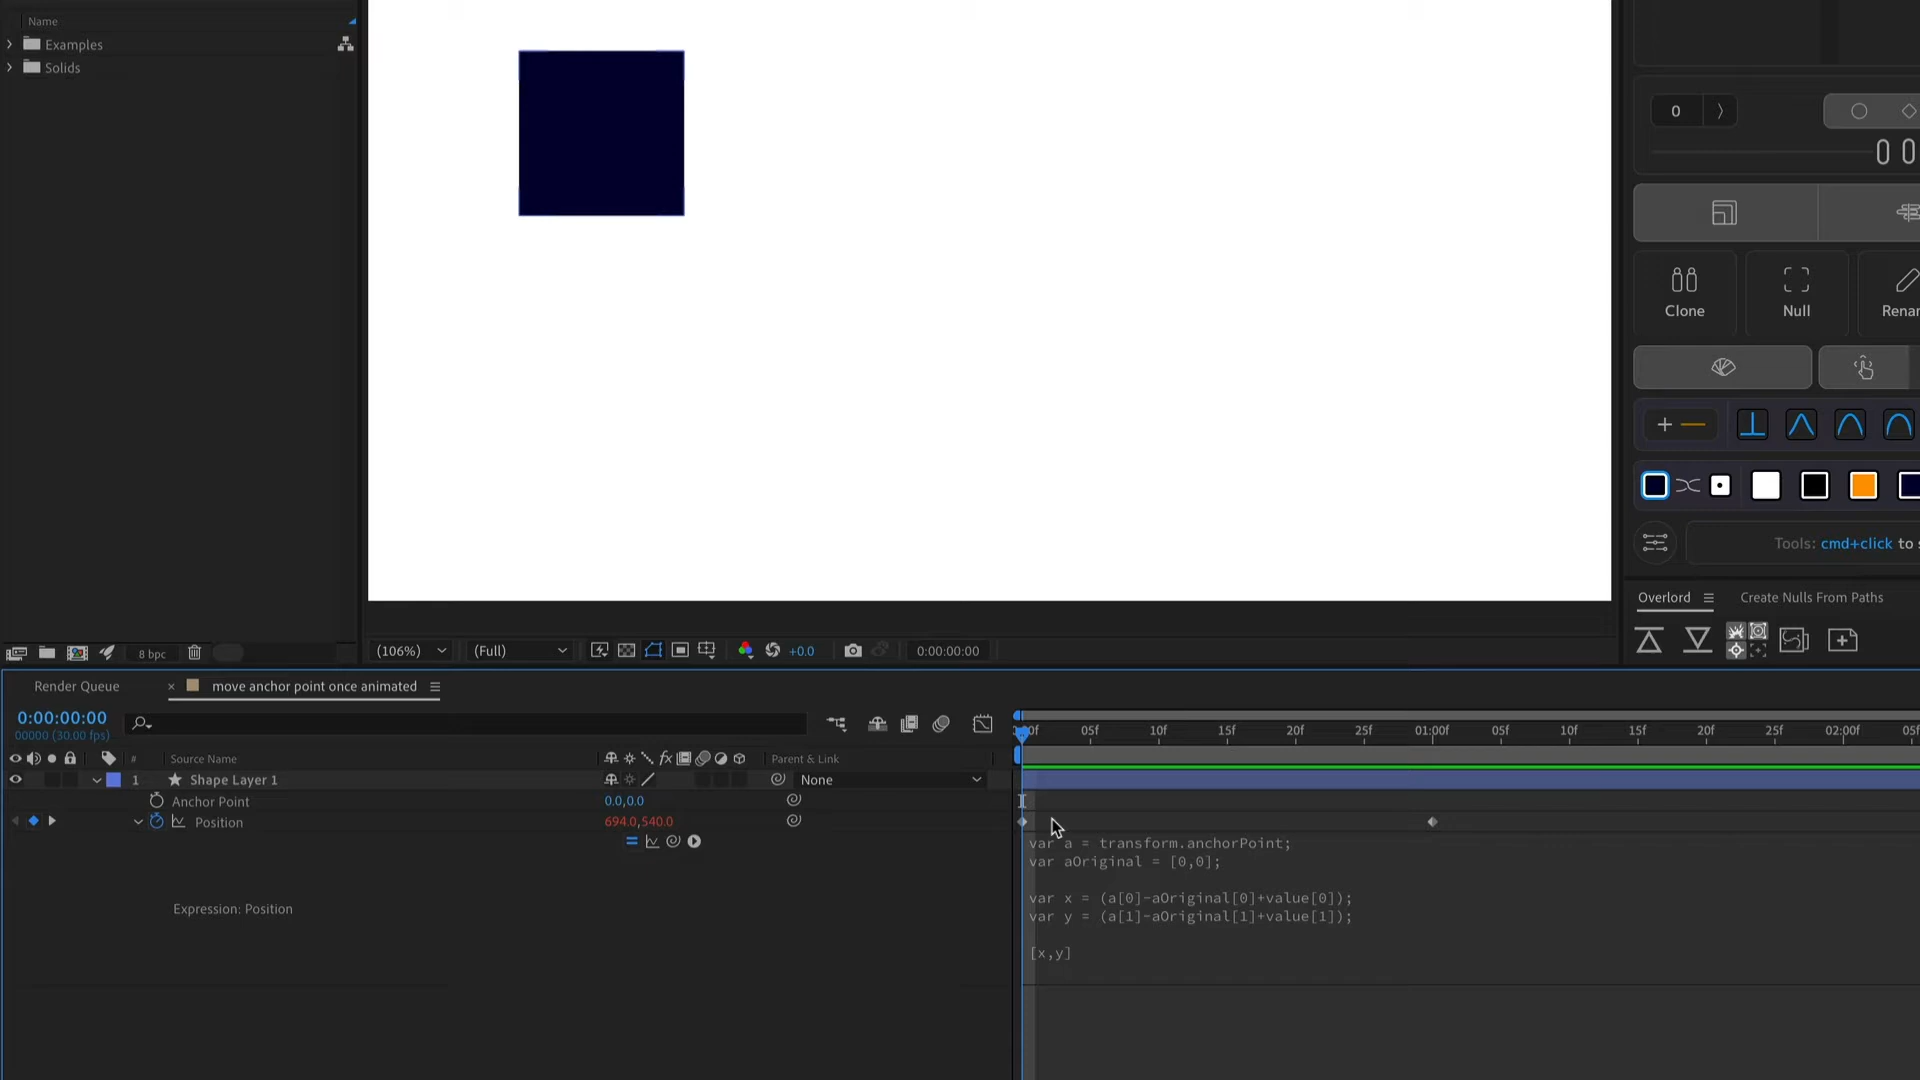 Name
Examples
Solids
0
0 0
Clone
Null
Tools: cmd+click to
Overlord
Create Nulls From Paths
8 bpc
(106%)
(Full)
+0.0
0:00:00:00
Render Queue
× move anchor point once animated
0:00:00:00
00000 (30.00 fps)
05f
10f
15f
20f
25f
01:00f
05f
10f
15f
20f
25f
02:00f
05f
#
Source Name
fx
Parent & Link
1
Shape Layer 1
None
Anchor Point
0.0,0.0
Position
694.0,540.0
var a = transform.anchorPoint;
var aOriginal = [0,0];
var x = (a[0]-aOriginal[0]+value[0]);
Expression: Position
var y = (a[1]-aOriginal[1]+value[1]);
[x,y]